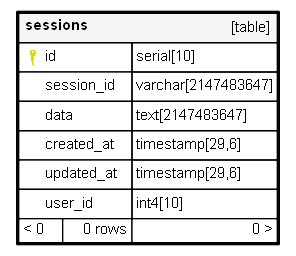 sessions [table]
id serial[10]
session_id varchar[2147483647]
data text[2147483647]
created_at timestamp[29,6]
updated_at timestamp[29,6]
user_id int4[10]
< 0 0 rows 0 >